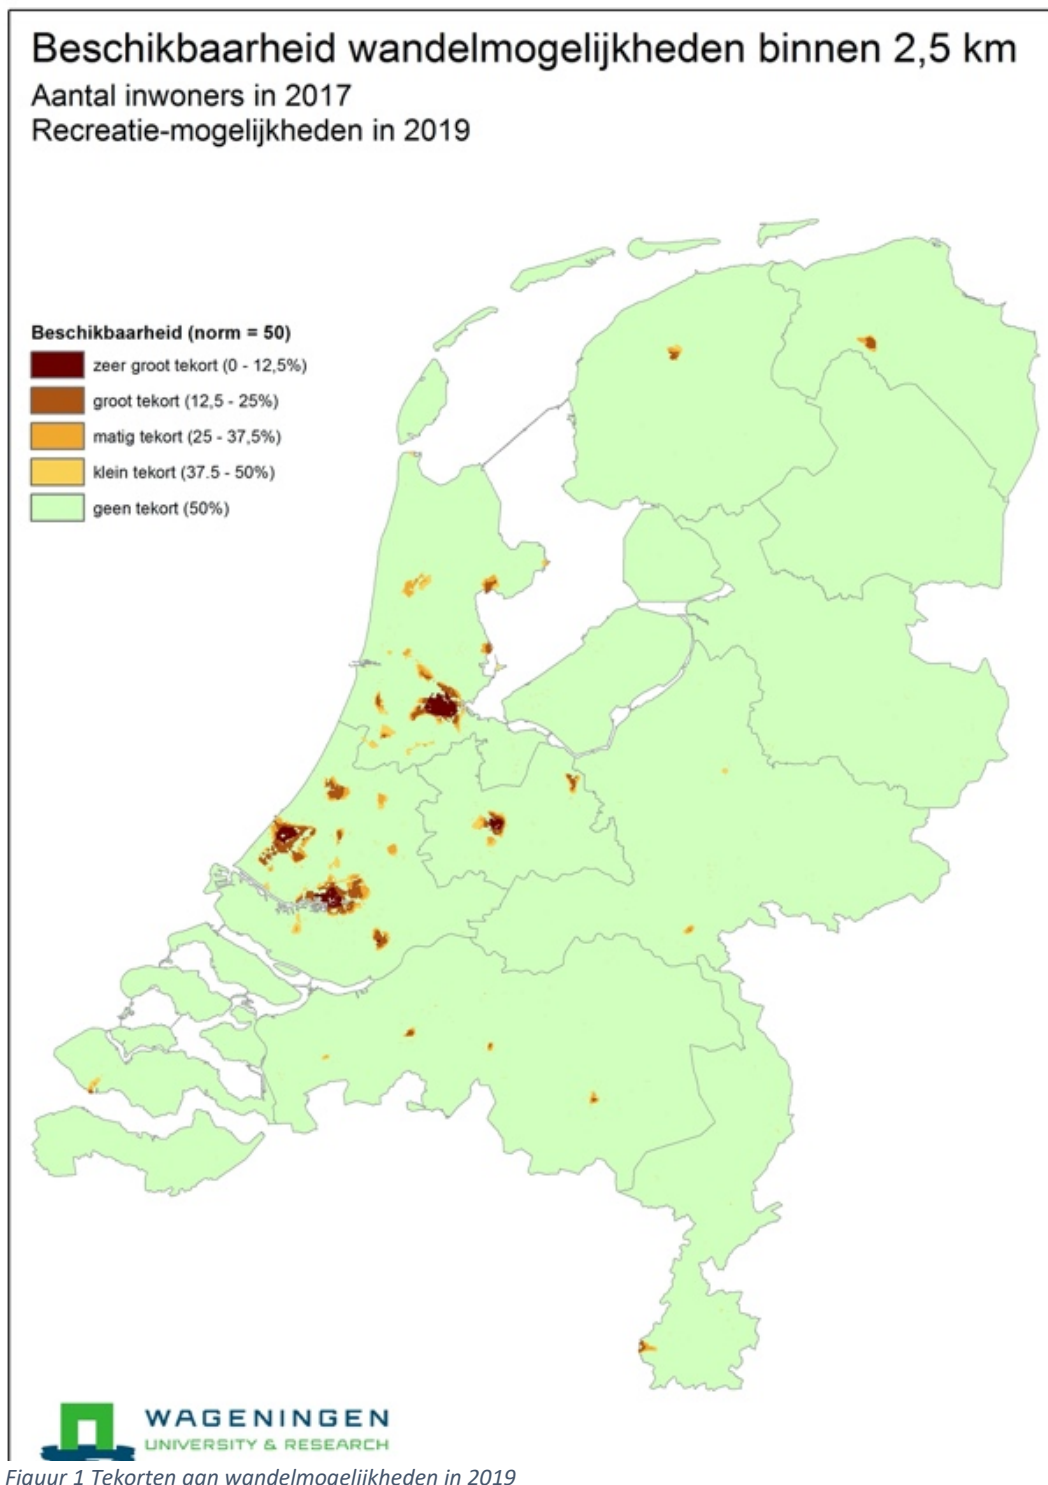 Beschikbaarheid wandelmogelijkheden binnen 2,5 km
Aantal inwoners in 2017
Recreatie-mogelijkheden in 2019
Beschikbaarheid (norm = 50)
zeer groot tekort (0 - 12,5%)
groot tekort (12,5 - 25%)
matig tekort (25 - 37,5%)
klein tekort (37.5 - 50%)
geen tekort (50%)
WAGENINGEN
UNIVERSITY & RESEARCH
Figuur 1 Tekorten aan wandelmogelijkheden in 2019